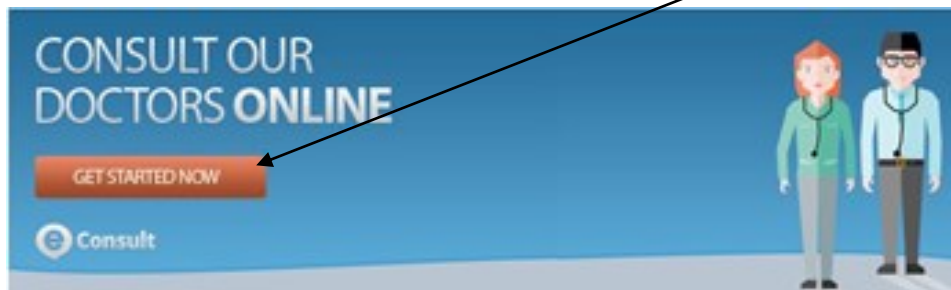 CONSULT OUR
DOCTORS ONLINE
GET STARTED NOW
e Consult